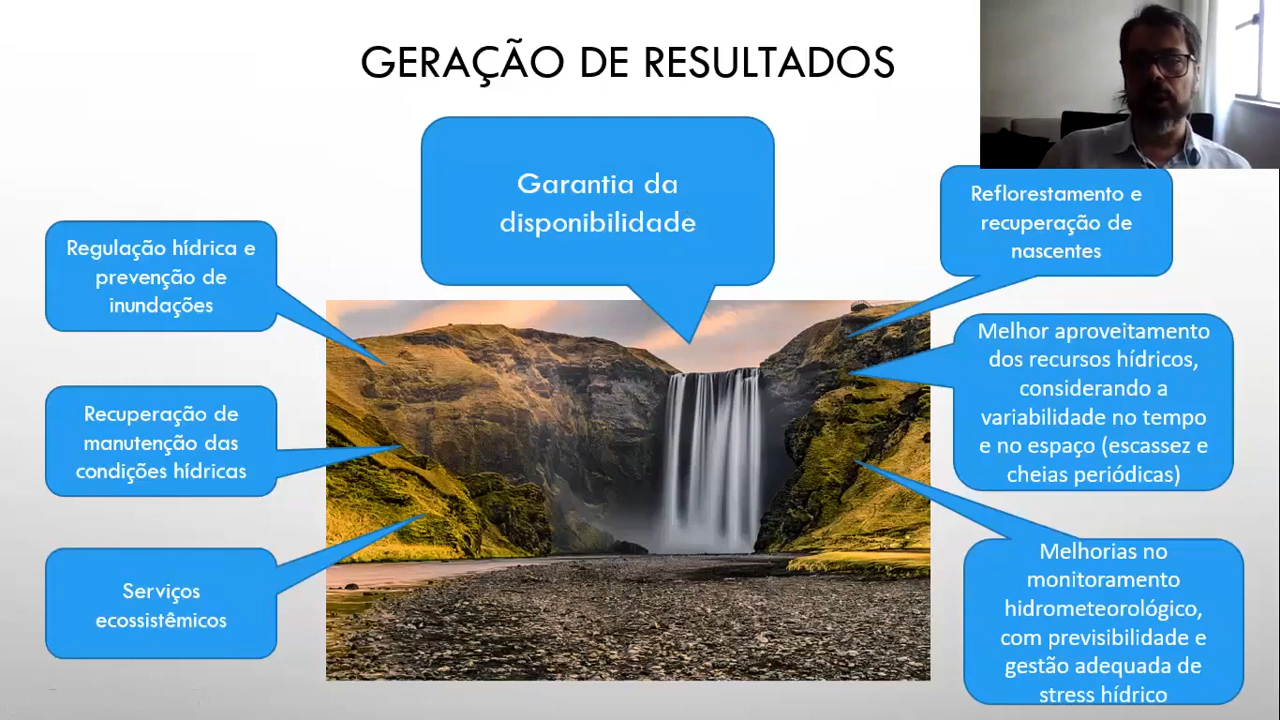 GERAÇÃO DE RESULTADOS
Garantia da
disponibilidade
Regulação hídrica e
prevenção de
inundações
Recuperação de
manutenção das
condições hídricas
Serviços
ecossistêmicos
Reflorestamento e
recuperação de
nascentes
Melhor aproveitamento
dos recursos hídricos,
considerando a
variabilidade no tempo
e no espaço (escassez e
cheias periódicas)
Melhorias no
monitoramento
hidrometeorológico,
com previsibilidade e
gestão adequada de
stress hídrico